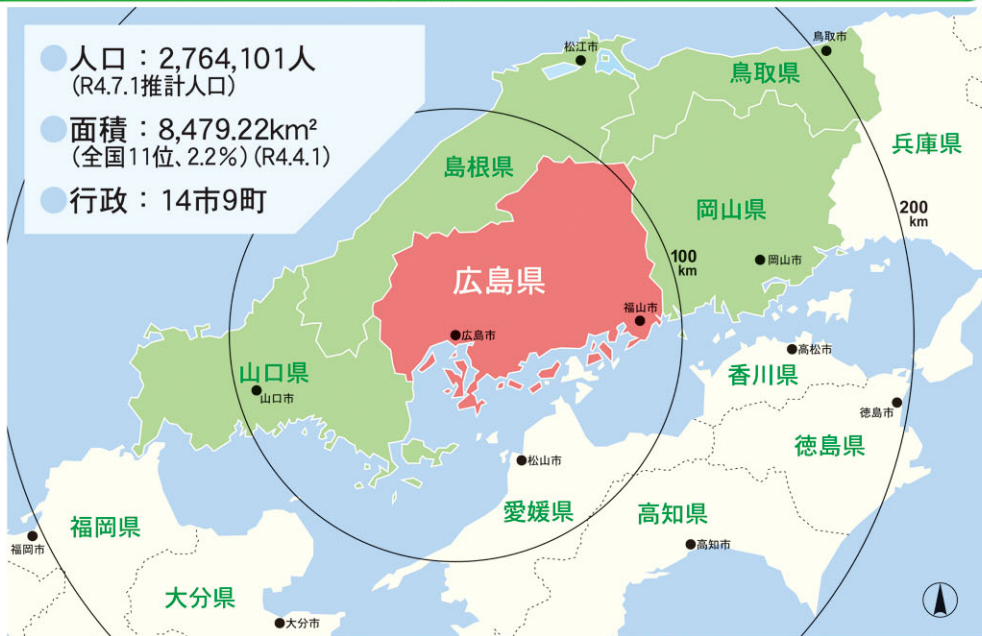 人口：2,764,101人
(R4.7.1推計人口)
面積：8,479.22km²
(全国11位、2.2%)(R4.4.1)
行政：14市9町
松江市
鳥取市
鳥取県
兵庫県
島根県
岡山県
200
km
100
km
岡山市
広島県
福山市
広島市
高松市
山口県
香川県
山口市
徳島市
徳島県
松山市
愛媛県
高知県
福岡県
福岡市
高知市
大分県
大分市